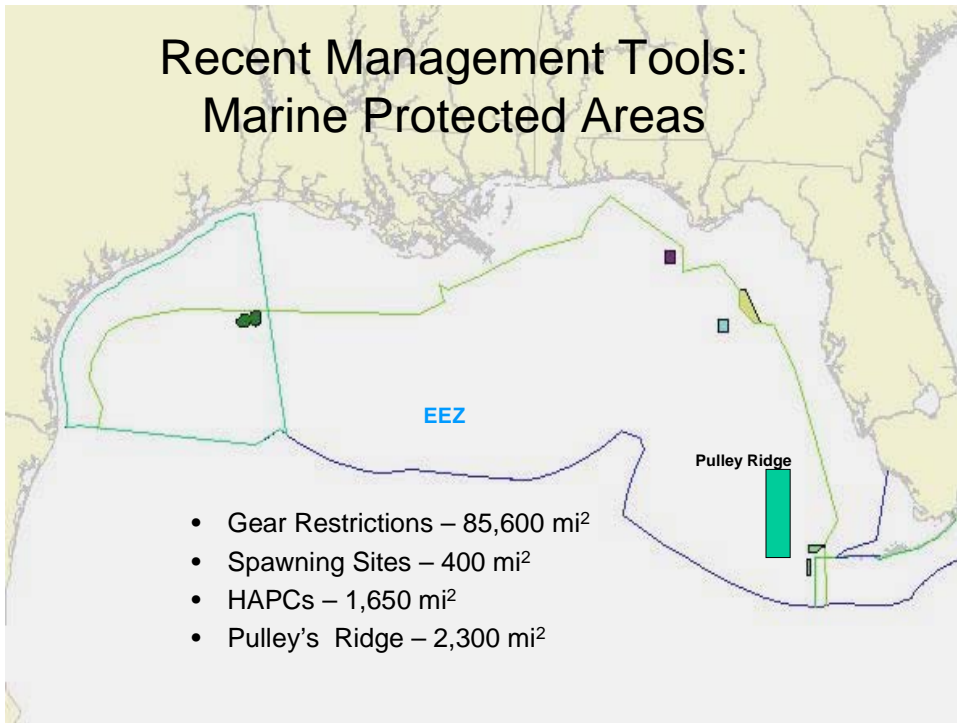 Recent Management Tools:
Marine Protected Areas
EEZ
Pulley Ridge
• Gear Restrictions – 85,600 mi²
• Spawning Sites – 400 mi²
• HAPCs – 1,650 mi²
• Pulley's  Ridge – 2,300 mi²